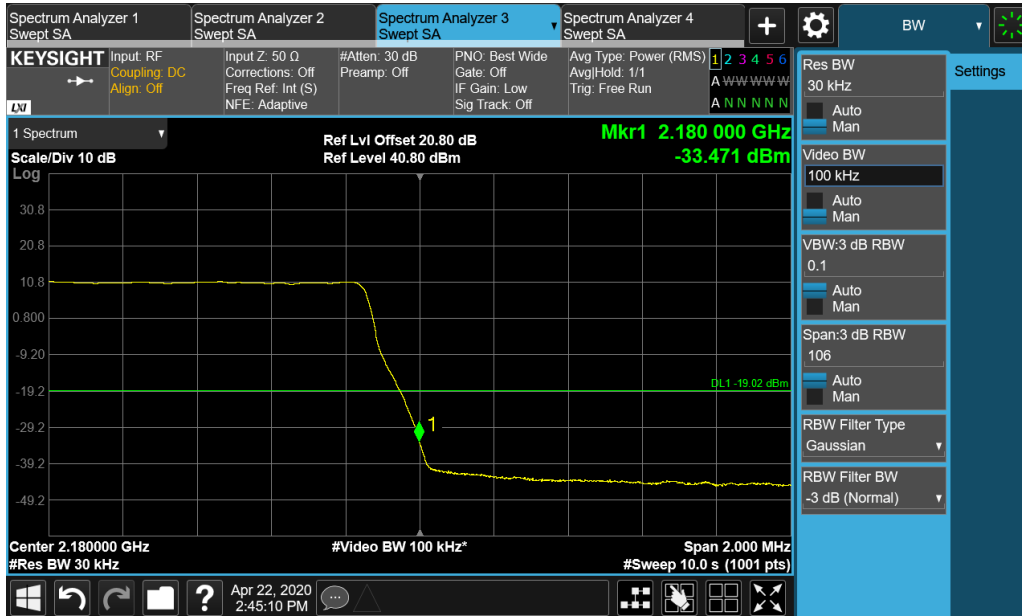 Spectrum Analyzer 1
Swept SA
Spectrum Analyzer 2
Swept SA
Spectrum Analyzer 3
Swept SA
Spectrum Analyzer 4
Swept SA
BW
KEYSIGHT
LXI
Input: RF
Coupling: DC
Align: Off
Input Z: 50 Ω
Corrections: Off
Freq Ref: Int (S)
NFE: Adaptive
#Atten: 30 dB
Preamp: Off
PNO: Best Wide
Gate: Off
IF Gain: Low
Sig Track: Off
Avg Type: Power (RMS)
Avg|Hold: 1/1
Trig: Free Run
1 2 3 4 5 6
A W W W W W
A N N N N N
1 Spectrum
Scale/Div 10 dB
Log
Ref Lvl Offset 20.80 dB
Ref Level 40.80 dBm
Mkr1 2.180 000 GHz
-33.471 dBm
30.8
20.8
10.8
0.800
-9.20
-19.2
-29.2
-39.2
-49.2
DL1 -19.02 dBm
1
Center 2.180000 GHz
#Res BW 30 kHz
#Video BW 100 kHz*
Span 2.000 MHz
#Sweep 10.0 s (1001 pts)
Res BW
30 kHz
Auto
Man
Video BW
100 kHz
Auto
Man
VBW:3 dB RBW
0.1
Auto
Man
Span:3 dB RBW
106
Auto
Man
RBW Filter Type
Gaussian
RBW Filter BW
-3 dB (Normal)
Settings
?
Apr 22, 2020
2:45:10 PM